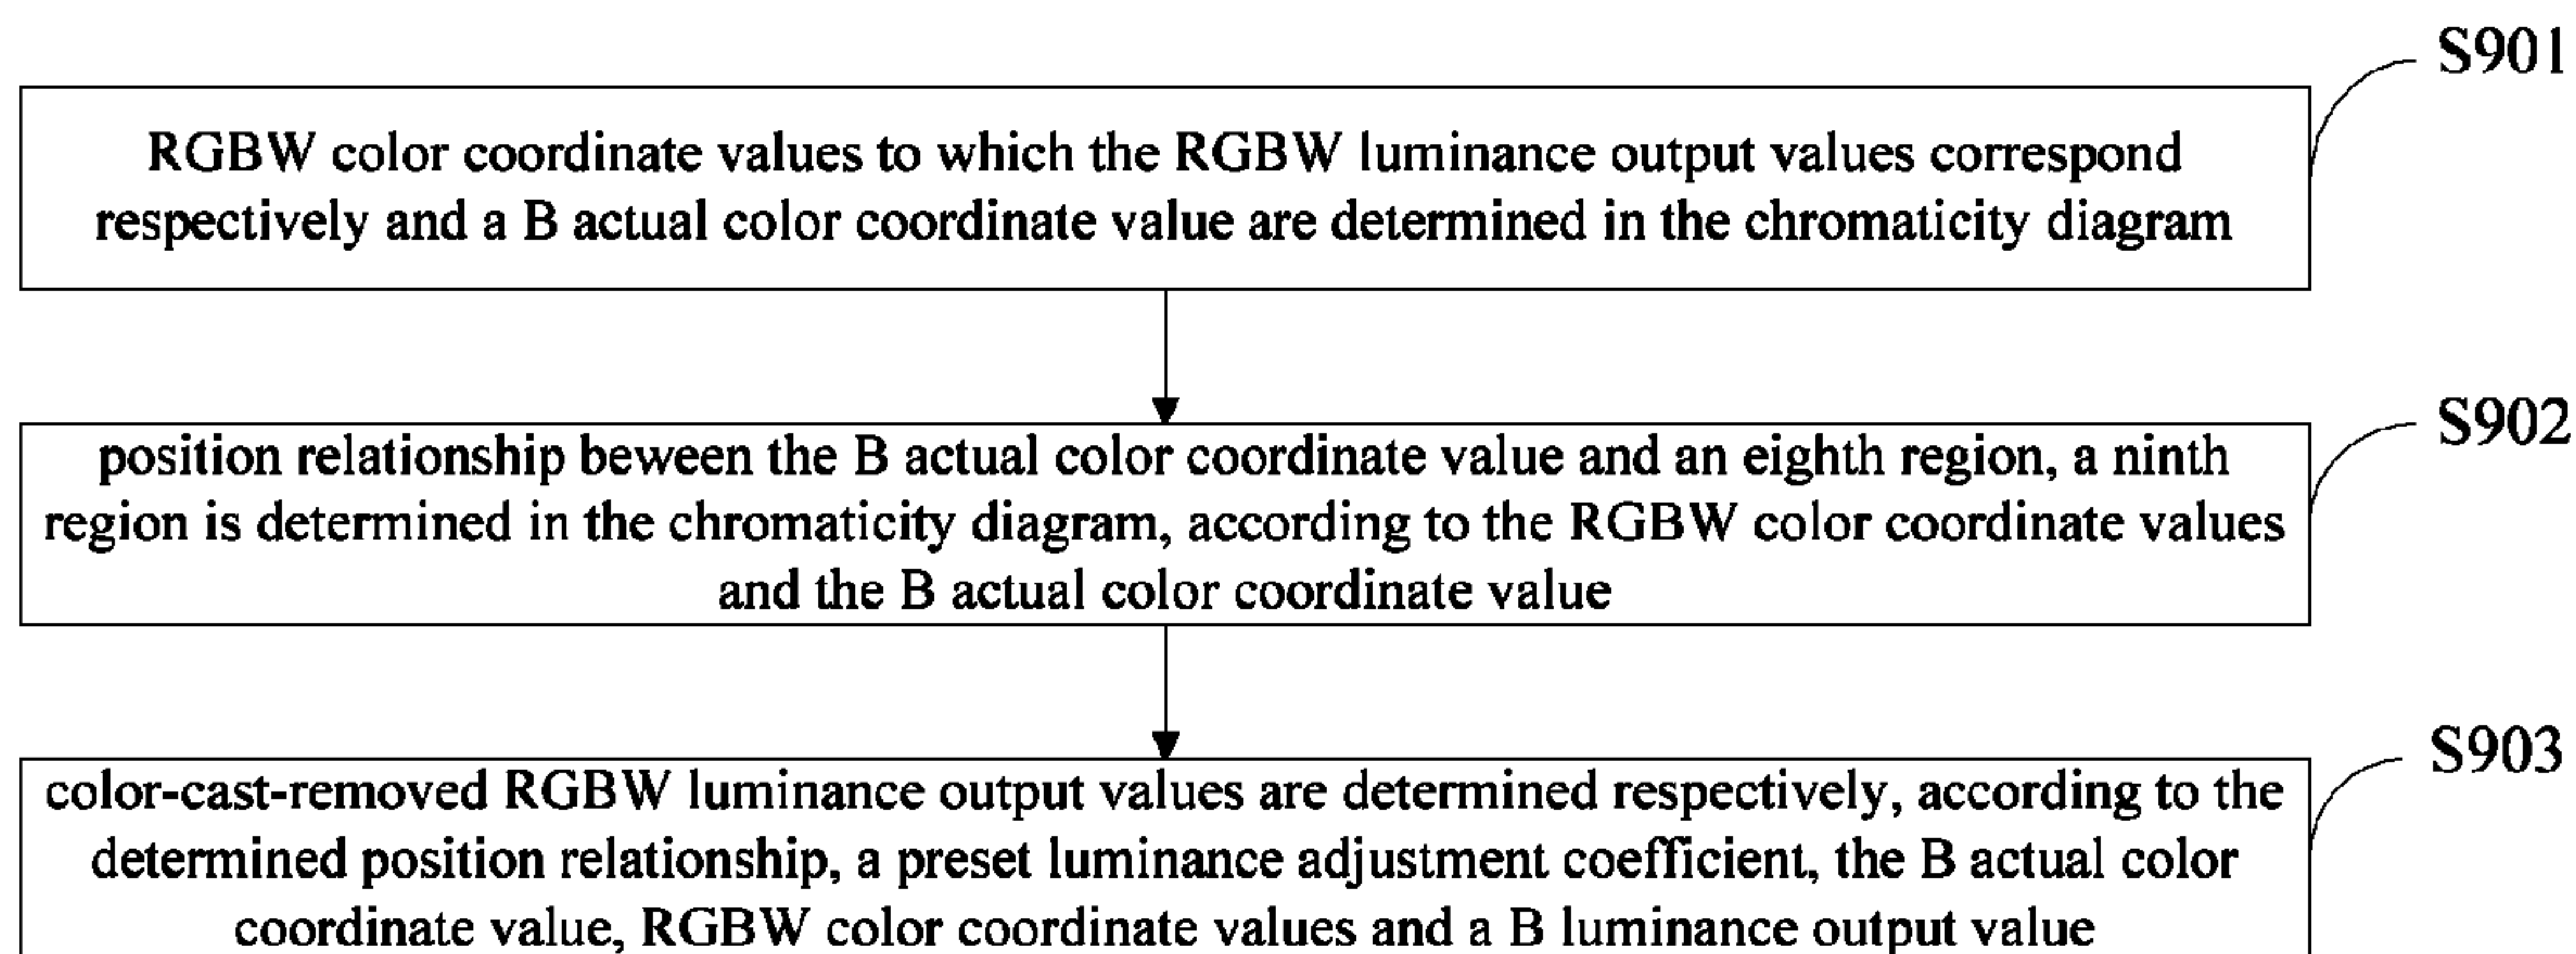 S901
RGBW color coordinate values to which the RGBW luminance output values correspond
respectively and a B actual color coordinate value are determined in the chromaticity diagram
S902
position relationship beween the B actual color coordinate value and an eighth region, a ninth
region is determined in the chromaticity diagram, according to the RGBW color coordinate values
and the B actual color coordinate value
S903
color-cast-removed RGBW luminance output values are determined respectively, according to the
determined position relationship, a preset luminance adjustment coefficient, the B actual color
coordinate value, RGBW color coordinate values and a B luminance output value